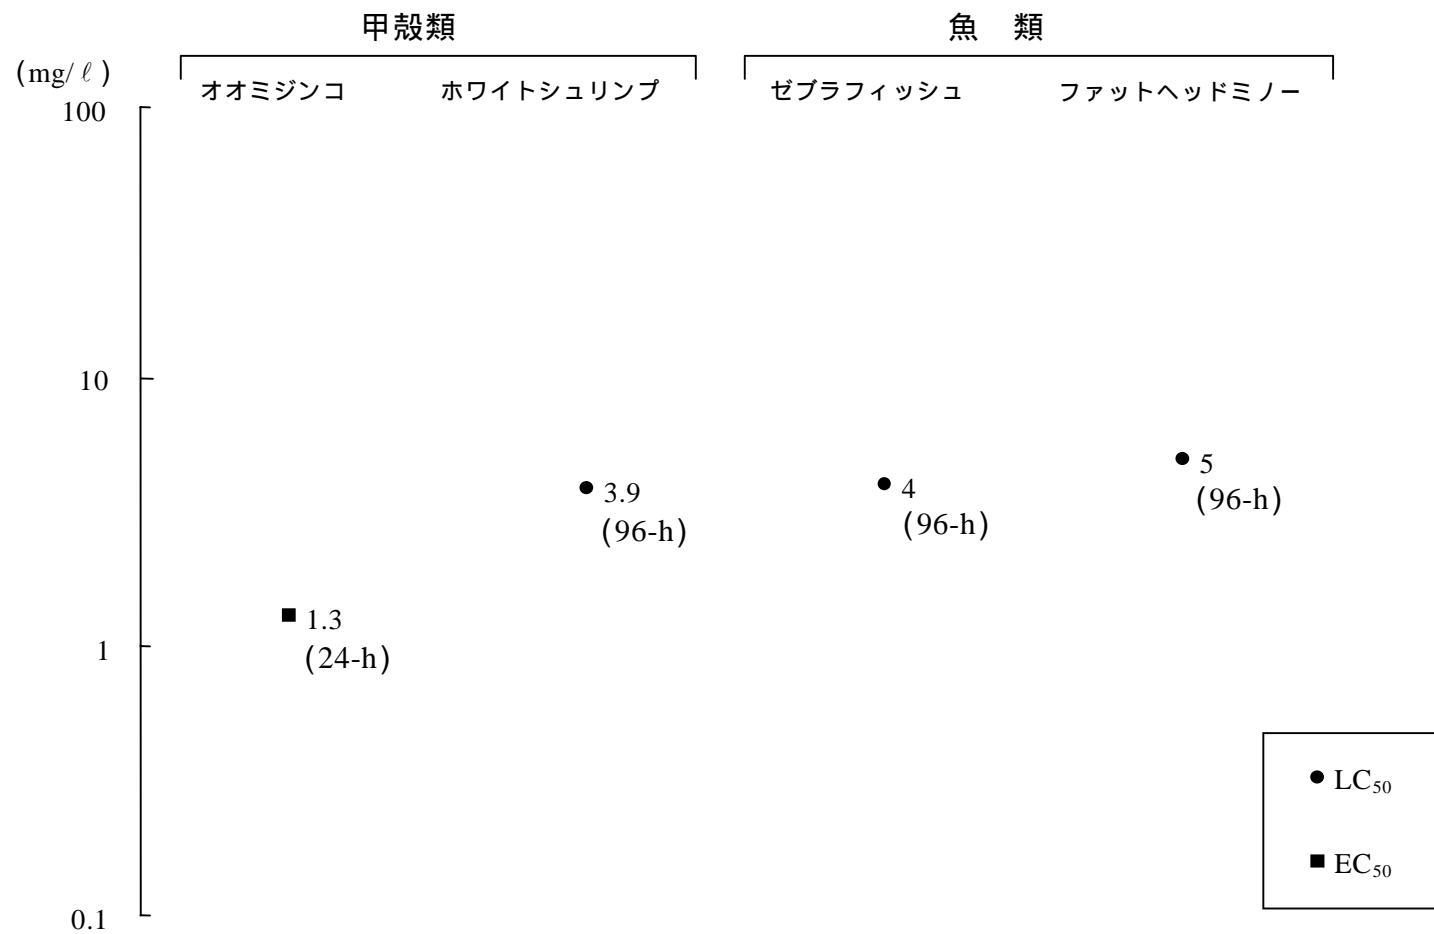 甲殻類
魚 類
(mg/ℓ)
オオミジンコ
ホワイトシュリンプ
ゼブラフィッシュ
ファットヘッドミノー
100
10
5
(96-h)
3.9
(96-h)
4
(96-h)
1.3
(24-h)
1
● LC₅₀
■ EC₅₀
0.1